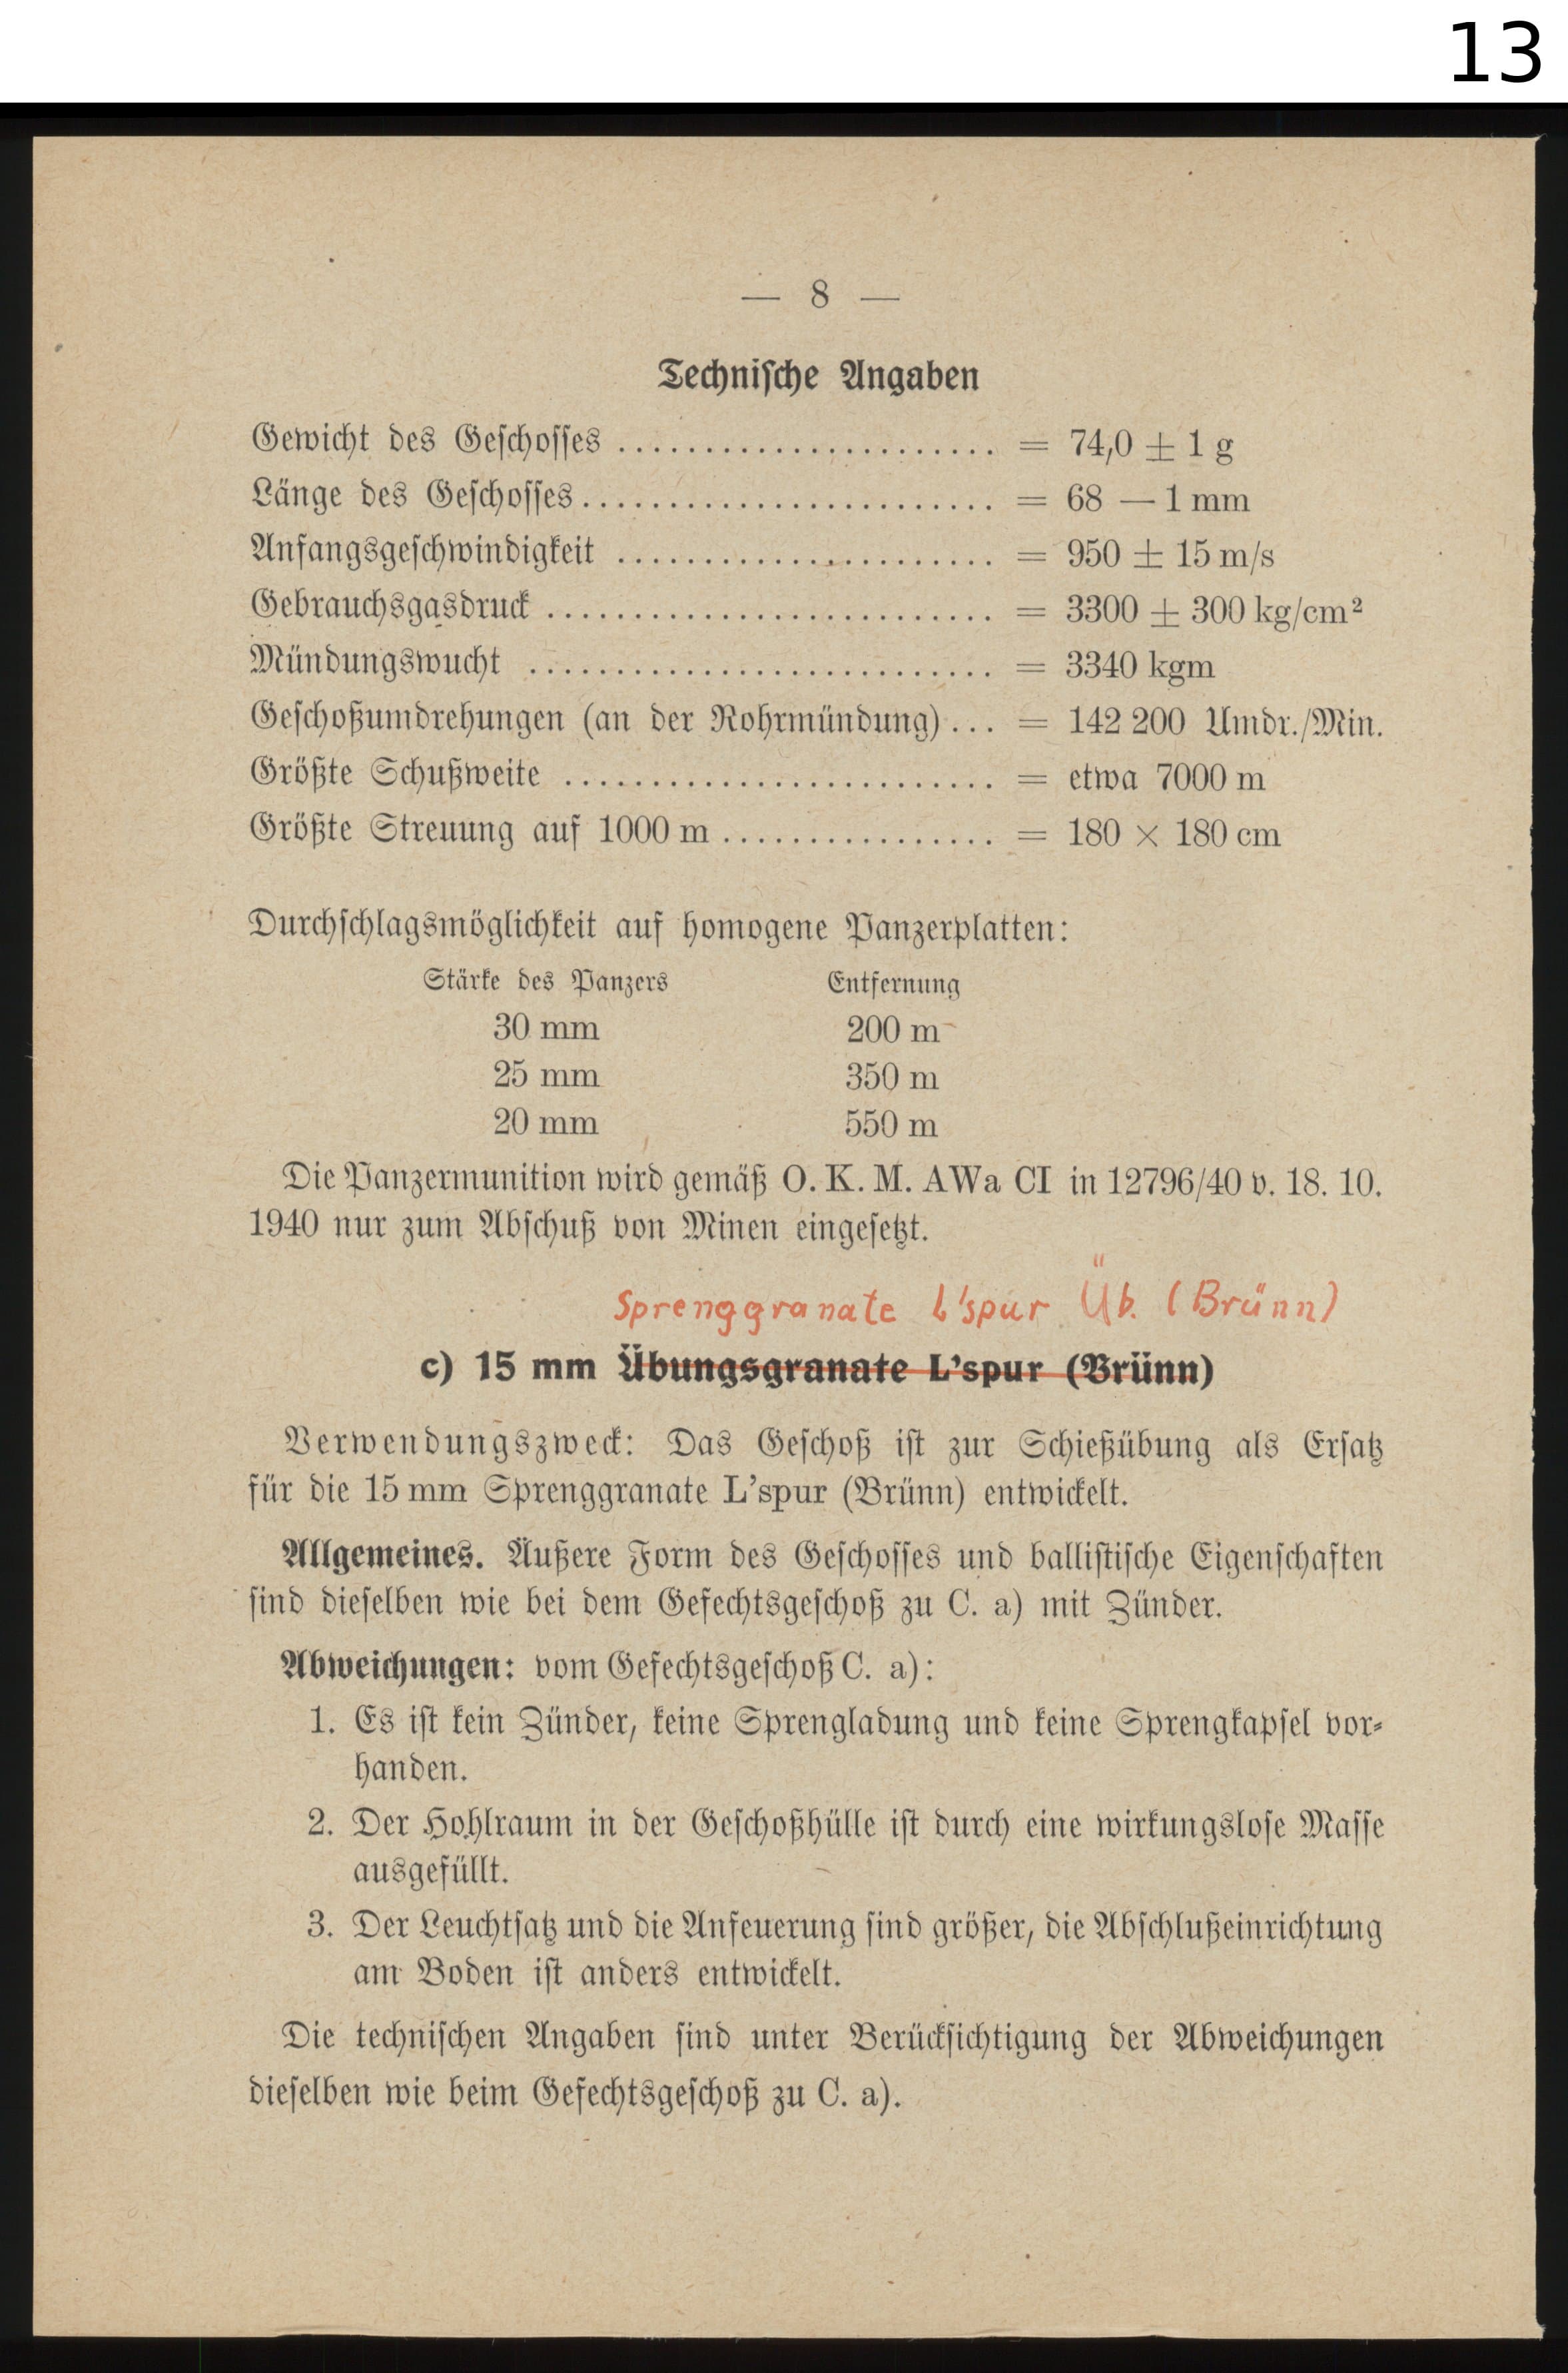 13
— 8 —
Technische Angaben
Gewicht des Geschosses ........................ = 74,0 ± 1 g
Länge des Geschosses.......................... = 68 — 1 mm
Anfangsgeschwindigkeit ........................ = 950 ± 15 m/s
Gebrauchsgasdruck ............................ = 3300 ± 300 kg/cm²
Mündungswucht ............................. = 3340 kgm
Geschoßumdrehungen (an der Rohrmündung)... = 142 200 Umdr./Min.
Größte Schußweite ........................... = etwa 7000 m
Größte Streuung auf 1000 m ................. = 180 × 180 cm
Durchschlagsmöglichkeit auf homogene Panzerplatten:
Stärke des Panzers Entfernung
30 mm 200 m
25 mm 350 m
20 mm 550 m
Die Panzermunition wird gemäß O. K. M. AWa CI in 12796/40 v. 18. 10.
1940 nur zum Abschuß von Minen eingesetzt.
Sprenggranate L'spur Üb. (Brünn)
c) 15 mm Übungsgranate L’spur (Brünn)
Verwendungszweck: Das Geschoß ist zur Schießübung als Ersatz
für die 15 mm Sprenggranate L’spur (Brünn) entwickelt.
Allgemeines. Äußere Form des Geschosses und ballistische Eigenschaften
sind dieselben wie bei dem Gefechtsgeschoß zu C. a) mit Zünder.
Abweichungen: vom Gefechtsgeschoß C. a):
1. Es ist kein Zünder, keine Sprengladung und keine Sprengkapsel vor-
handen.
2. Der Hohlraum in der Geschoßhülle ist durch eine wirkungslose Masse
ausgefüllt.
3. Der Leuchtsatz und die Anfeuerung sind größer, die Abschlußeinrichtung
am Boden ist anders entwickelt.
Die technischen Angaben sind unter Berücksichtigung der Abweichungen
dieselben wie beim Gefechtsgeschoß zu C. a).